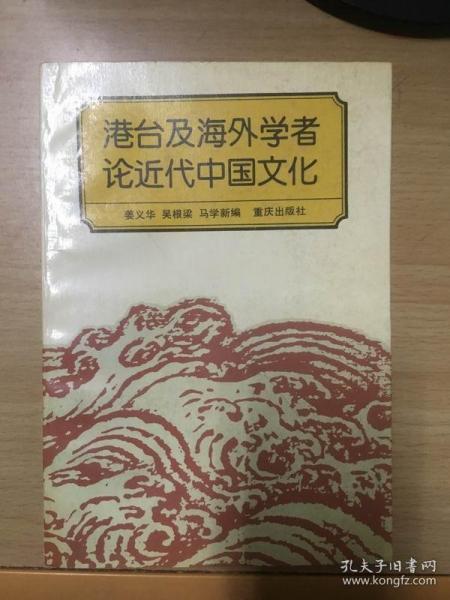 港台及海外学者
论近代中国文化
姜义华 吴根梁 马学新编 重庆出版社
孔夫子旧书网
www.kongfz.com